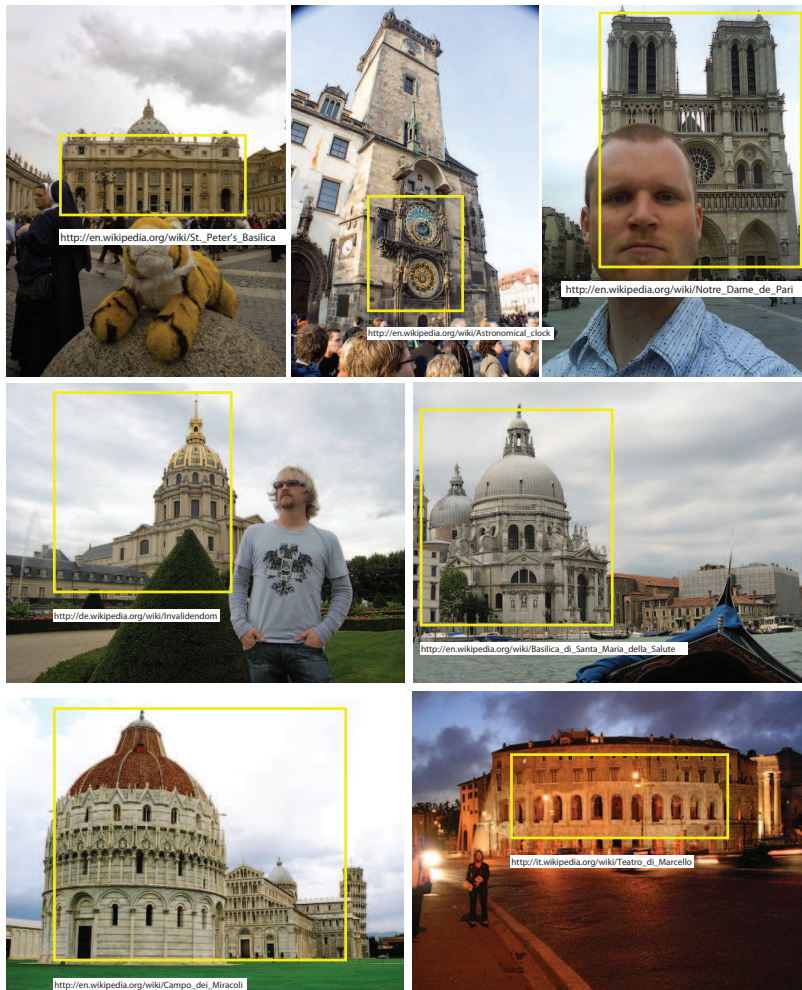 http://en.wikipedia.org/wiki/St._Peter's_Basilica
http://en.wikipedia.org/wiki/Astronomical_clock
http://en.wikipedia.org/wiki/Notre_Dame_de_Pari
http://de.wikipedia.org/wiki/Invalidendom
http://en.wikipedia.org/wiki/Basilica_di_Santa_Maria_della_Salute
http://en.wikipedia.org/wiki/Campo_dei_Miracoli
http://it.wikipedia.org/wiki/Teatro_di_Marcello